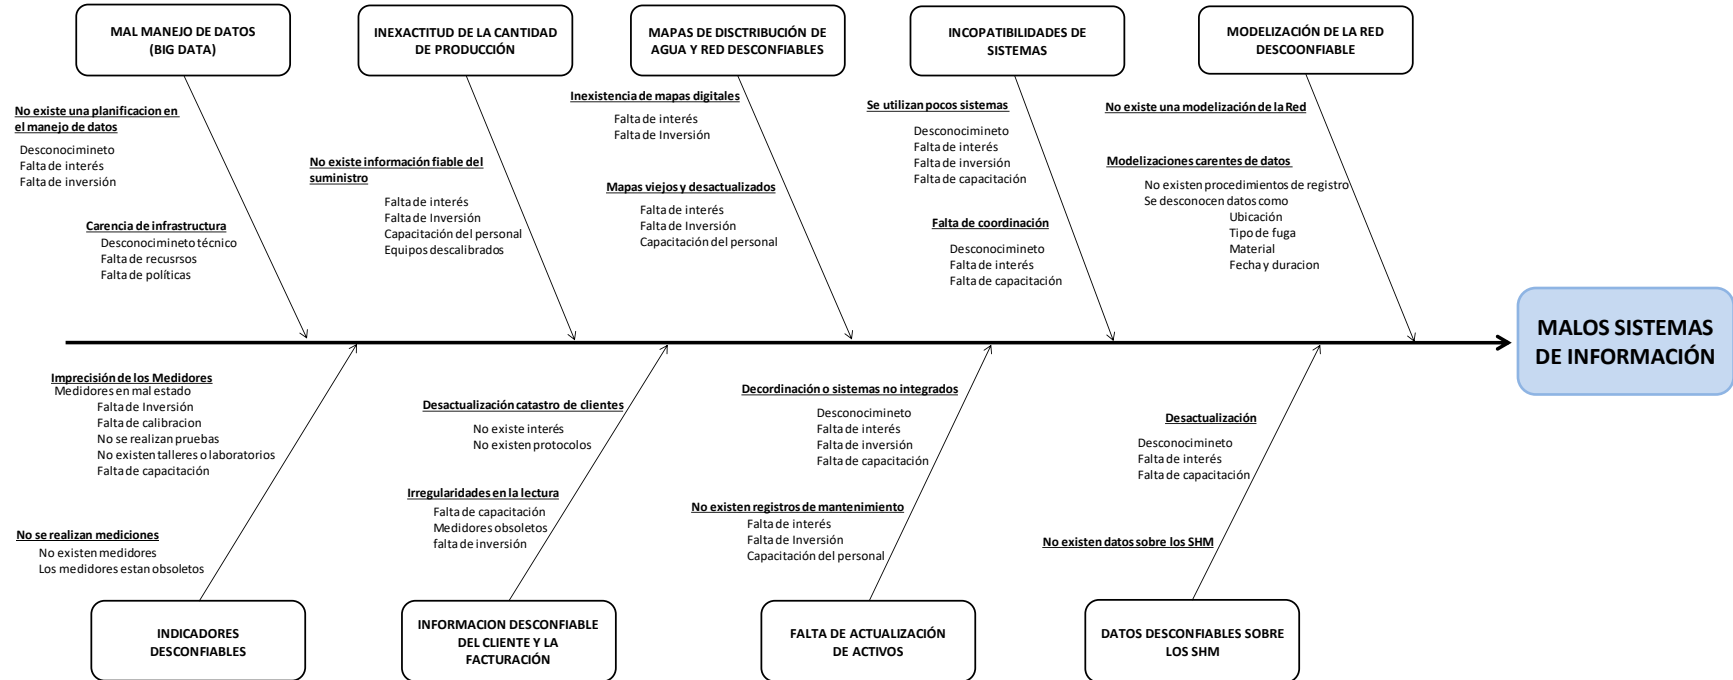 MAL MANEJO DE DATOS
(BIG DATA)
INEXACTITUD DE LA CANTIDAD
DE PRODUCCIÓN
MAPAS DE DISCTRIBUCIÓN DE
AGUA Y RED DESCONFIABLES
INCOPATIBILIDADES DE
SISTEMAS
MODELIZACIÓN DE LA RED
DESCOONFIABLE
No existe una planificacion en
el manejo de datos
Desconocimineto
Falta de interés
Falta de inversión
Carencia de infrastructura
Desconocimineto técnico
Falta de recusrsos
Falta de políticas
No existe información fiable del
suministro
Falta de interés
Falta de Inversión
Capacitación del personal
Equipos descalibrados
Inexistencia de mapas digitales
Falta de interés
Falta de Inversión
Mapas viejos y desactualizados
Falta de interés
Falta de Inversión
Capacitación del personal
Se utilizan pocos sistemas
Desconocimineto
Falta de interés
Falta de inversión
Falta de capacitación
Falta de coordinación
Desconocimineto
Falta de interés
Falta de capacitación
No existe una modelización de la Red
Modelizaciones carentes de datos
No existen procedimientos de registro
Se desconocen datos como
Ubicación
Tipo de fuga
Material
Fecha y duracion
MALOS SISTEMAS
DE INFORMACIÓN
Imprecisión de los Medidores
Medidores en mal estado
Falta de Inversión
Falta de calibracion
No se realizan pruebas
No existen talleres o laboratorios
Falta de capacitación
No se realizan mediciones
No existen medidores
Los medidores estan obsoletos
Desactualización catastro de clientes
No existe interés
No existen protocolos
Irregularidades en la lectura
Falta de capacitación
Medidores obsoletos
falta de inversión
Decordinación o sistemas no integrados
Desconocimineto
Falta de interés
Falta de inversión
Falta de capacitación
No existen registros de mantenimiento
Falta de interés
Falta de Inversión
Capacitación del personal
Desactualización
Desconocimineto
Falta de interés
Falta de capacitación
No existen datos sobre los SHM
INDICADORES
DESCONFIABLES
INFORMACION DESCONFIABLE
DEL CLIENTE Y LA
FACTURACIÓN
FALTA DE ACTUALIZACIÓN
DE ACTIVOS
DATOS DESCONFIABLES SOBRE
LOS SHM